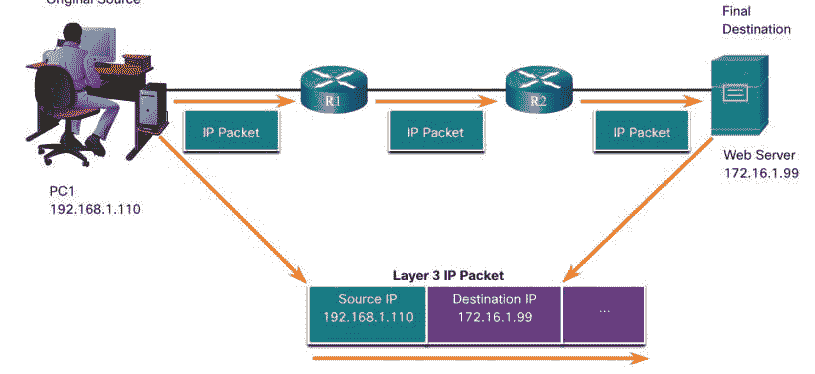 Original Source
Final
Destination
R1
R2
IP Packet
IP Packet
IP Packet
Web Server
172.16.1.99
PC1
192.168.1.110
Layer 3 IP Packet
Source IP
192.168.1.110
Destination IP
172.16.1.99
...